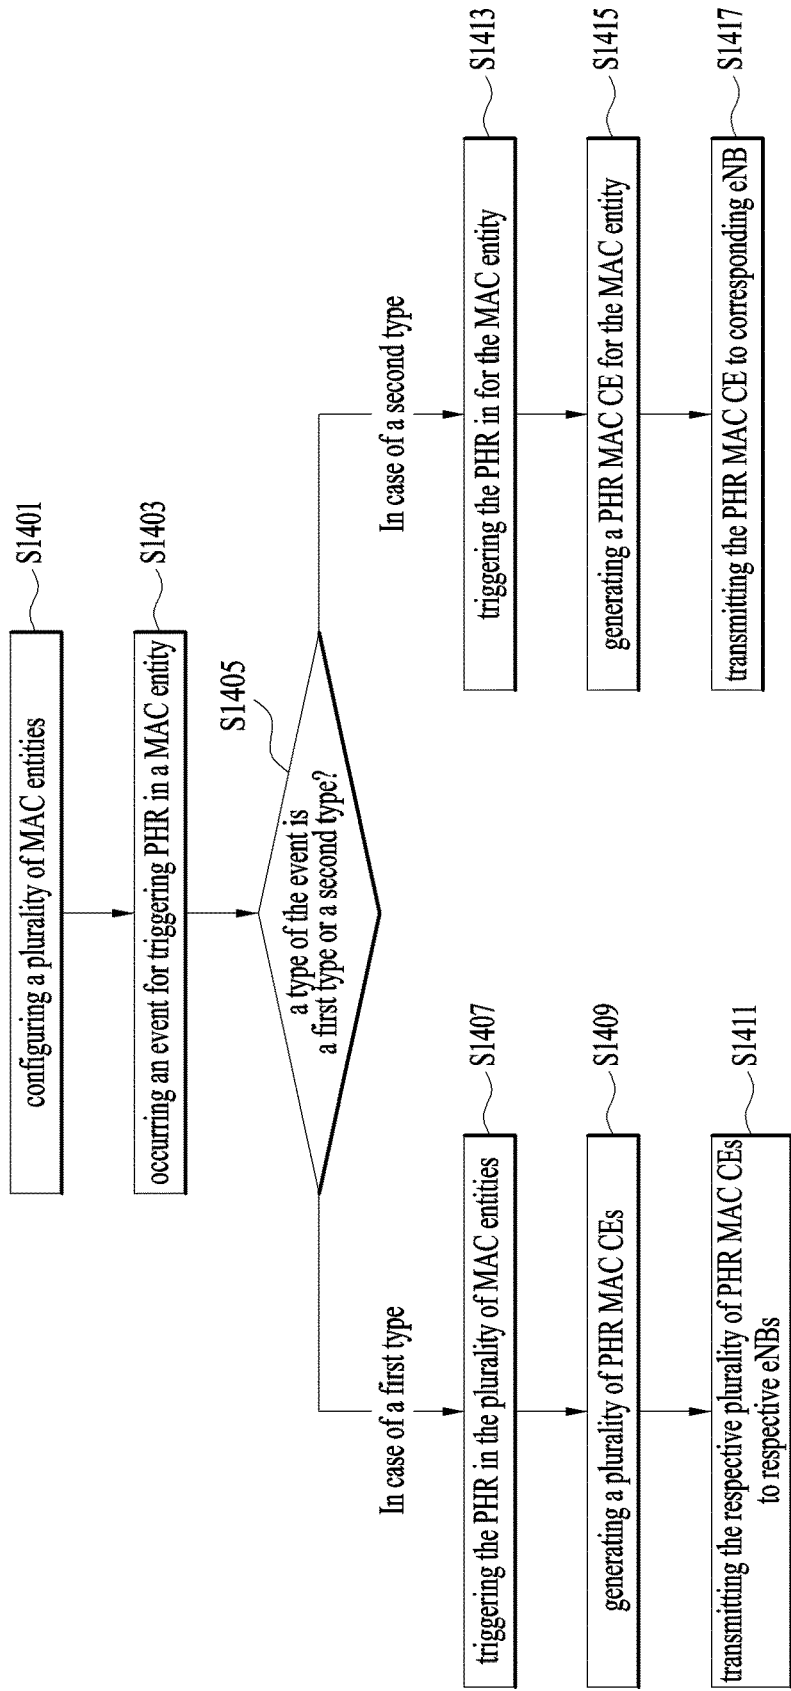 configuring a plurality of MAC entities
S1401
occurring an event for triggering PHR in a MAC entity
S1403
a type of the event is
a first type or a second type?
S1405
In case of a first type
triggering the PHR in the plurality of MAC entities
S1407
generating a plurality of PHR MAC CEs
S1409
transmitting the respective plurality of PHR MAC CEs
to respective eNBs
S1411
In case of a second type
triggering the PHR in for the MAC entity
S1413
generating a PHR MAC CE for the MAC entity
S1415
transmitting the PHR MAC CE to corresponding eNB
S1417